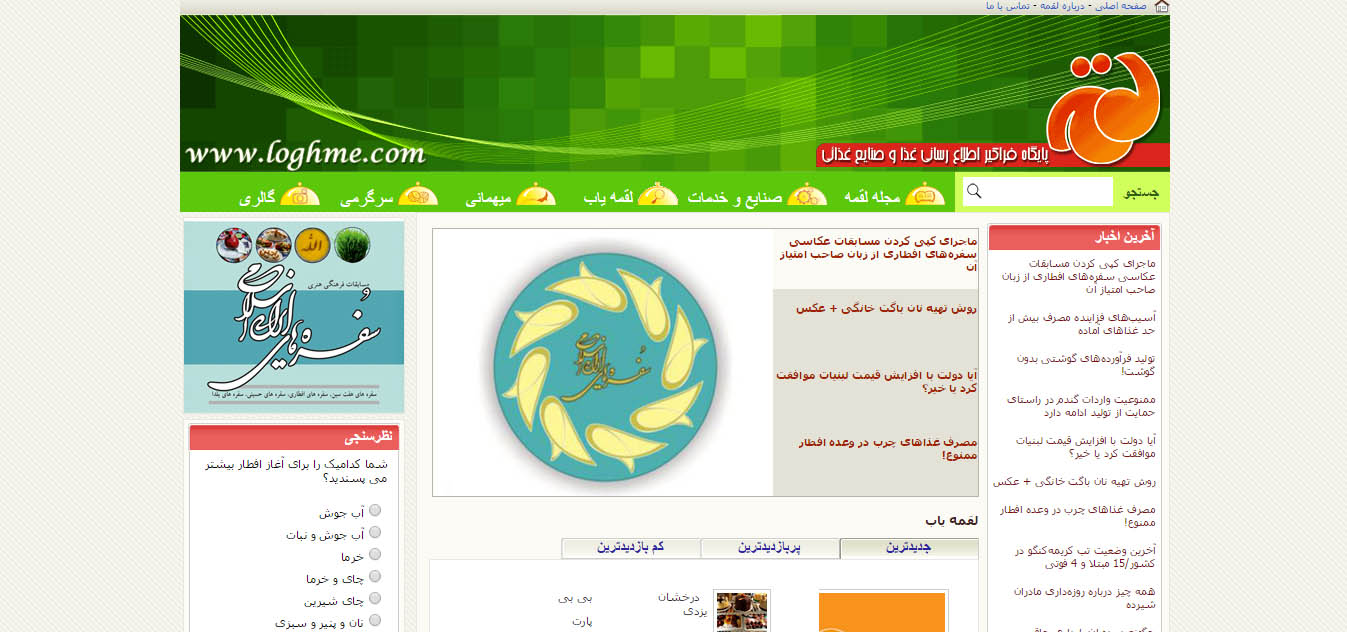 صفحه اصلی - درباره لقمه - تماس با ما
لقمه
پایگاه فراگیر اطلاع رسانی غذا و صنایع غذائی
www.loghme.com
جستجو
مجله لقمه
صنایع و خدمات
لقمه یاب
میهمانی
سرگرمی
گالری
آخرین اخبار
ماجرای کپی کردن مسابقات
عکاسی سفره‌های افطاری از زبان
صاحب امتیاز آن
آسیب‌های فزاینده مصرف بیش از
حد غذاهای آماده
تولید فرآورده‌های گوشتی بدون
گوشت!
ممنوعیت واردات گندم در راستای
حمایت از تولید ادامه دارد
آیا دولت با افزایش قیمت لبنیات
موافقت کرد یا خیر؟
روش تهیه نان باگت خانگی + عکس
مصرف غذاهای چرب در وعده افطار
ممنوع!
آخرین وضعیت تب کریمه‌کنگو در
کشور/15 مبتلا و 4 فوتی
همه چیز درباره روزه‌داری مادران
شیرده
ماجرای کپی کردن مسابقات عکاسی
سفره‌های افطاری از زبان صاحب امتیاز
آن
روش تهیه نان باگت خانگی + عکس
آیا دولت با افزایش قیمت لبنیات موافقت
کرد یا خیر؟
مصرف غذاهای چرب در وعده افطار
ممنوع!
سفره‌های ایرانی اسلامی
لقمه یاب
جدیدترین
پربازدیدترین
کم بازدیدترین
درخشان
یزدی
بی بی
پارت
الله
مسابقات فرهنگی هنری
سفره‌های ایرانی اسلامی
سفره های هفت سین، سفره های افطاری، سفره های حسینی، سفره های یلدا
نظرسنجی
شما کدامیک را برای آغاز افطار بیشتر
می پسندید؟
آب جوش
آب جوش و نبات
خرما
چای و خرما
چای شیرین
نان و پنیر و سبزی